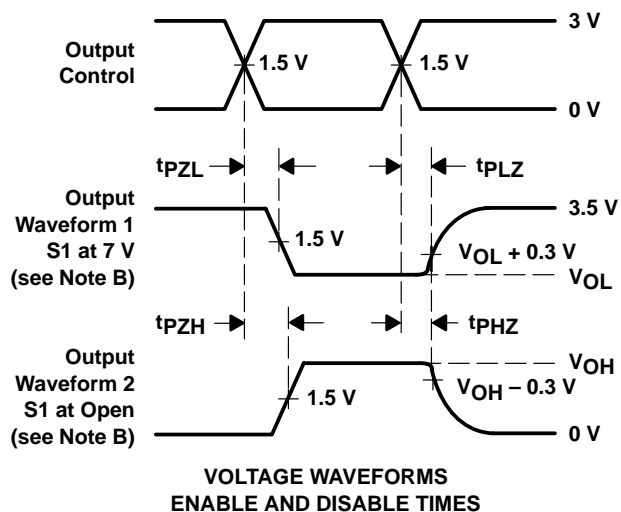 Output
Control
3 V
1.5 V
1.5 V
0 V
tPZL
tPLZ
Output
Waveform 1
S1 at 7 V
(see Note B)
3.5 V
1.5 V
VOL + 0.3 V
VOL
tPZH
tPHZ
Output
Waveform 2
S1 at Open
(see Note B)
VOH
1.5 V
VOH – 0.3 V
0 V
VOLTAGE WAVEFORMS
ENABLE AND DISABLE TIMES